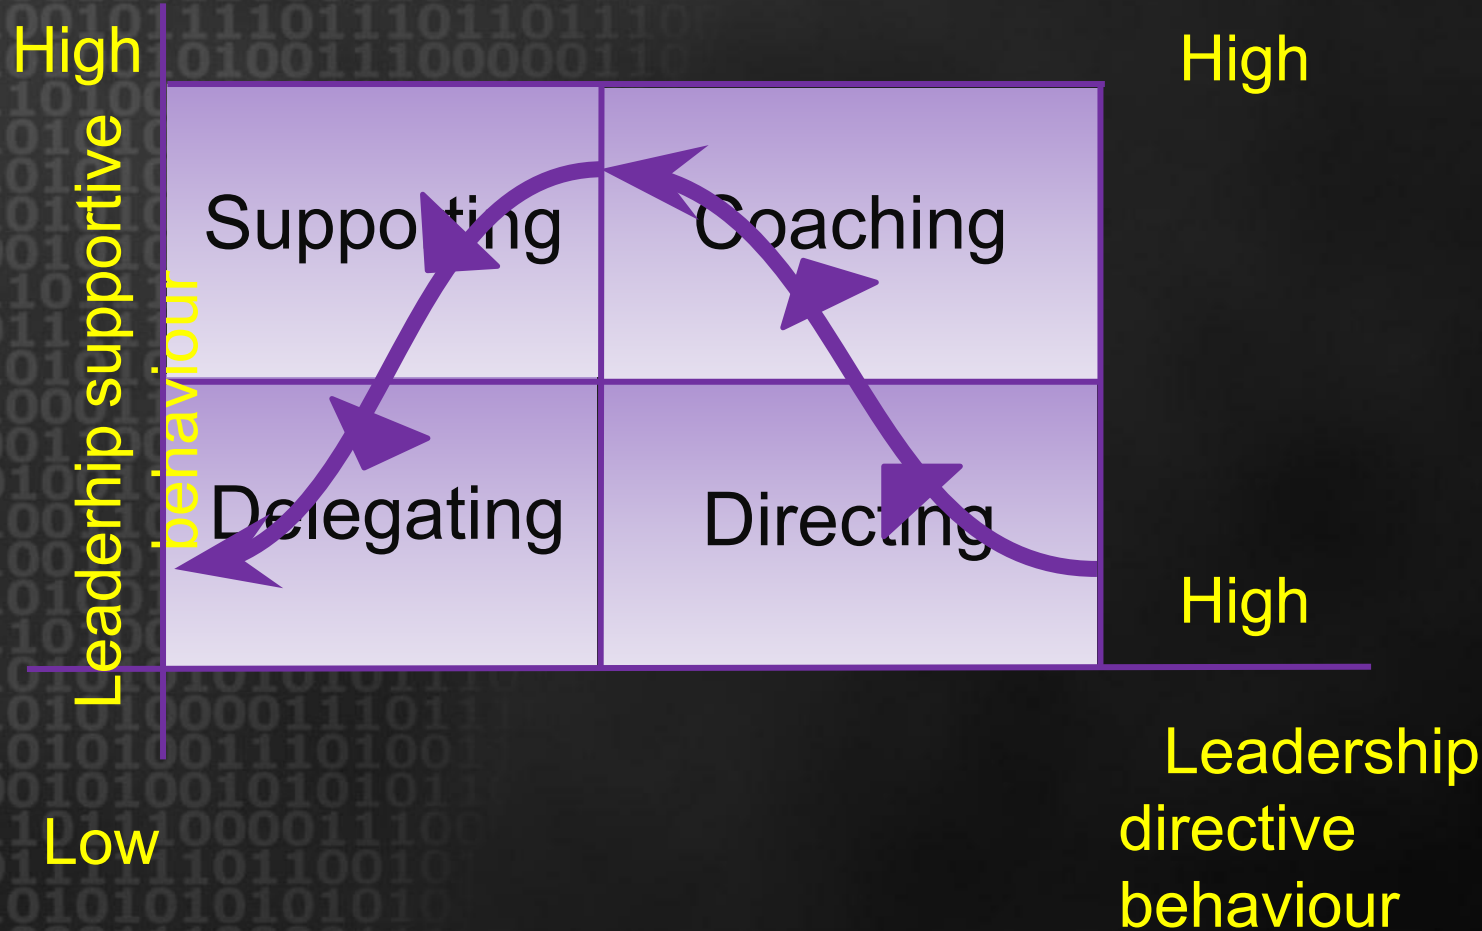 High
High
Leaderhip supportive
behaviour
Supporting
Coaching
Delegating
Directing
High
Leadership
directive
behaviour
Low